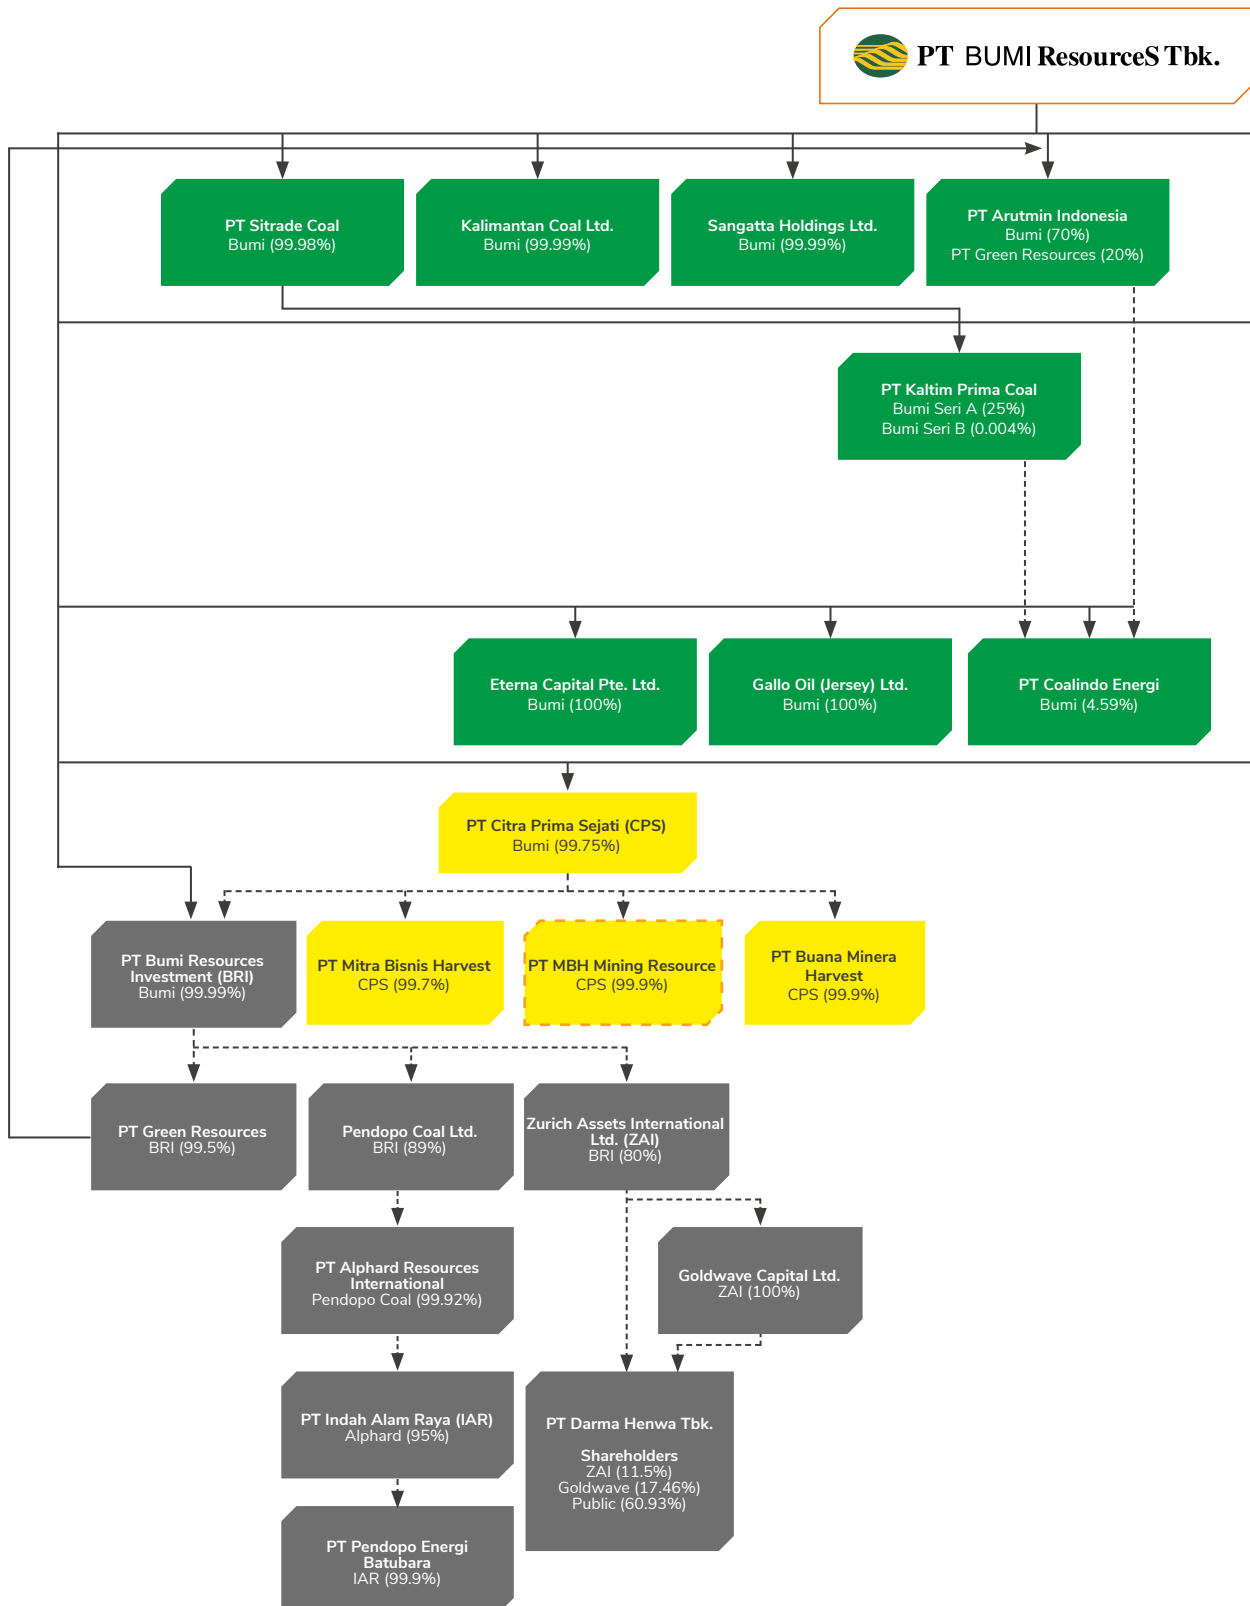 PT BUMI ResourceS Tbk.
PT Sitrade Coal
Bumi (99.98%)
Kalimantan Coal Ltd.
Bumi (99.99%)
Sangatta Holdings Ltd.
Bumi (99.99%)
PT Arutmin Indonesia
Bumi (70%)
PT Green Resources (20%)
PT Kaltim Prima Coal
Bumi Seri A (25%)
Bumi Seri B (0.004%)
Eterna Capital Pte. Ltd.
Bumi (100%)
Gallo Oil (Jersey) Ltd.
Bumi (100%)
PT Coalindo Energi
Bumi (4.59%)
PT Citra Prima Sejati (CPS)
Bumi (99.75%)
PT Bumi Resources
Investment (BRI)
Bumi (99.99%)
PT Mitra Bisnis Harvest
CPS (99.7%)
PT MBH Mining Resource
CPS (99.9%)
PT Buana Minera
Harvest
CPS (99.9%)
PT Green Resources
BRI (99.5%)
Pendopo Coal Ltd.
BRI (89%)
Zurich Assets International
Ltd. (ZAI)
BRI (80%)
PT Alphard Resources
International
Pendopo Coal (99.92%)
Goldwave Capital Ltd.
ZAI (100%)
PT Indah Alam Raya (IAR)
Alphard (95%)
PT Darma Henwa Tbk.
Shareholders
ZAI (11.5%)
Goldwave (17.46%)
Public (60.93%)
PT Pendopo Energi
Batubara
IAR (99.9%)